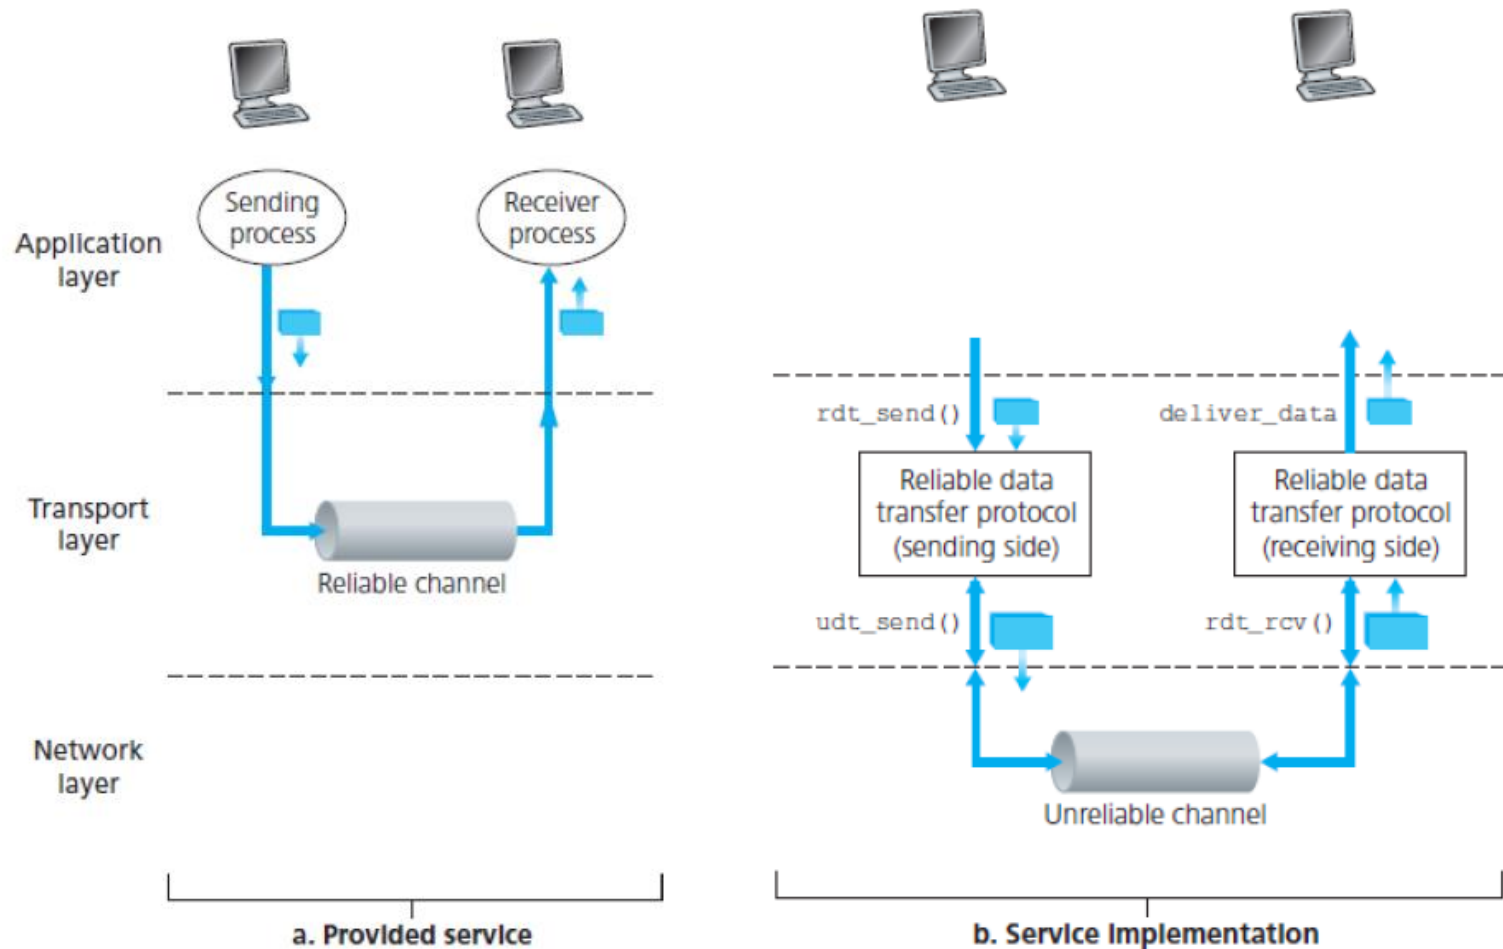 Sending
process
Receiver
process
Application
layer
Transport
layer
Reliable channel
Network
layer
a. Provided service
rdt_send()
deliver_data
Reliable data
transfer protocol
(sending side)
Reliable data
transfer protocol
(receiving side)
udt_send()
rdt_rcv()
Unreliable channel
b. Service implementation